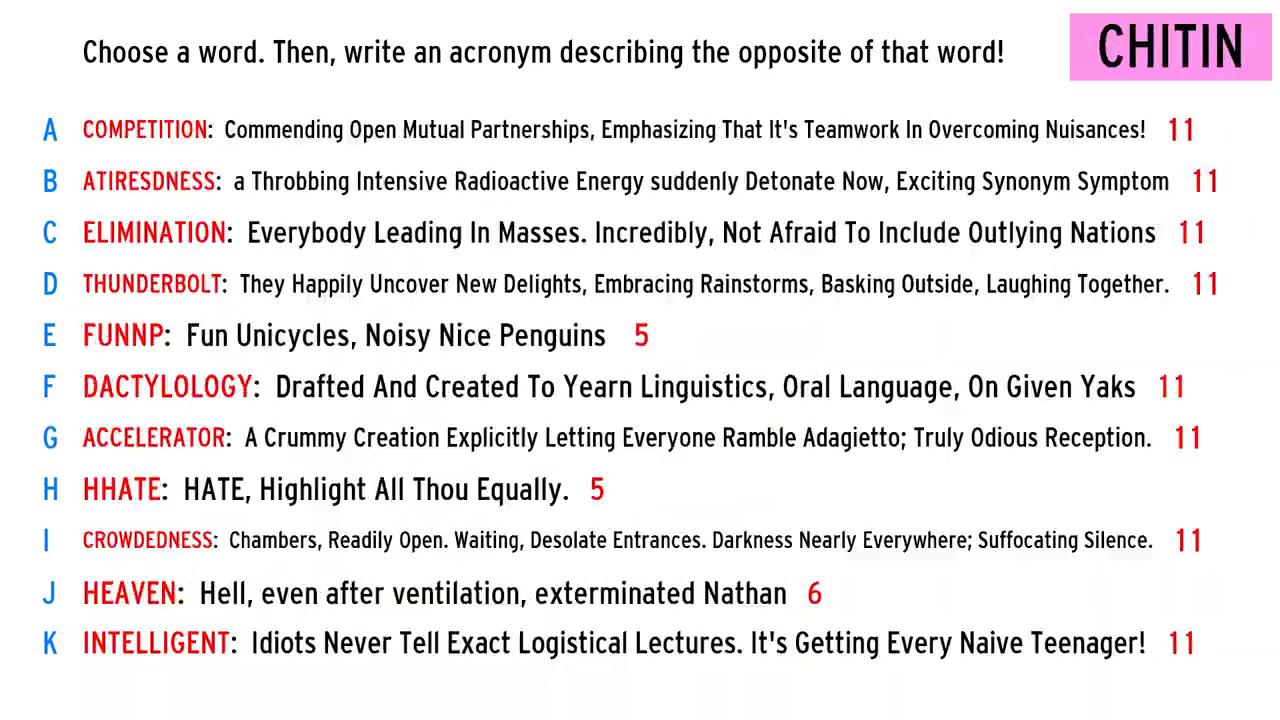 Choose a word. Then, write an acronym describing the opposite of that word!
CHITIN
A COMPETITION: Commending Open Mutual Partnerships, Emphasizing That It's Teamwork In Overcoming Nuisances! 11
B ATIRESDNESS: a Throbbing Intensive Radioactive Energy suddenly Detonate Now, Exciting Synonym Symptom 11
C ELIMINATION: Everybody Leading In Masses. Incredibly, Not Afraid To Include Outlying Nations 11
D THUNDERBOLT: They Happily Uncover New Delights, Embracing Rainstorms, Basking Outside, Laughing Together. 11
E FUNNP: Fun Unicycles, Noisy Nice Penguins 5
F DACTYLOLOGY: Drafted And Created To Yearn Linguistics, Oral Language, On Given Yaks 11
G ACCELERATOR: A Crummy Creation Explicitly Letting Everyone Ramble Adagietto; Truly Odious Reception. 11
H HHATE: HATE, Highlight All Thou Equally. 5
I CROWDEDNESS: Chambers, Readily Open. Waiting, Desolate Entrances. Darkness Nearly Everywhere; Suffocating Silence. 11
J HEAVEN: Hell, even after ventilation, exterminated Nathan 6
K INTELLIGENT: Idiots Never Tell Exact Logistical Lectures. It's Getting Every Naive Teenager! 11